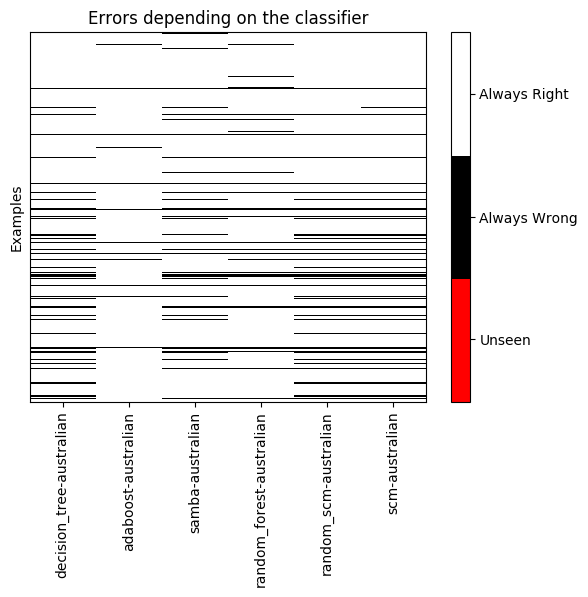 Errors depending on the classifier
Examples
Always Right
Always Wrong
Unseen
decision_tree-australian
adaboost-australian
samba-australian
random_forest-australian
random_scm-australian
scm-australian